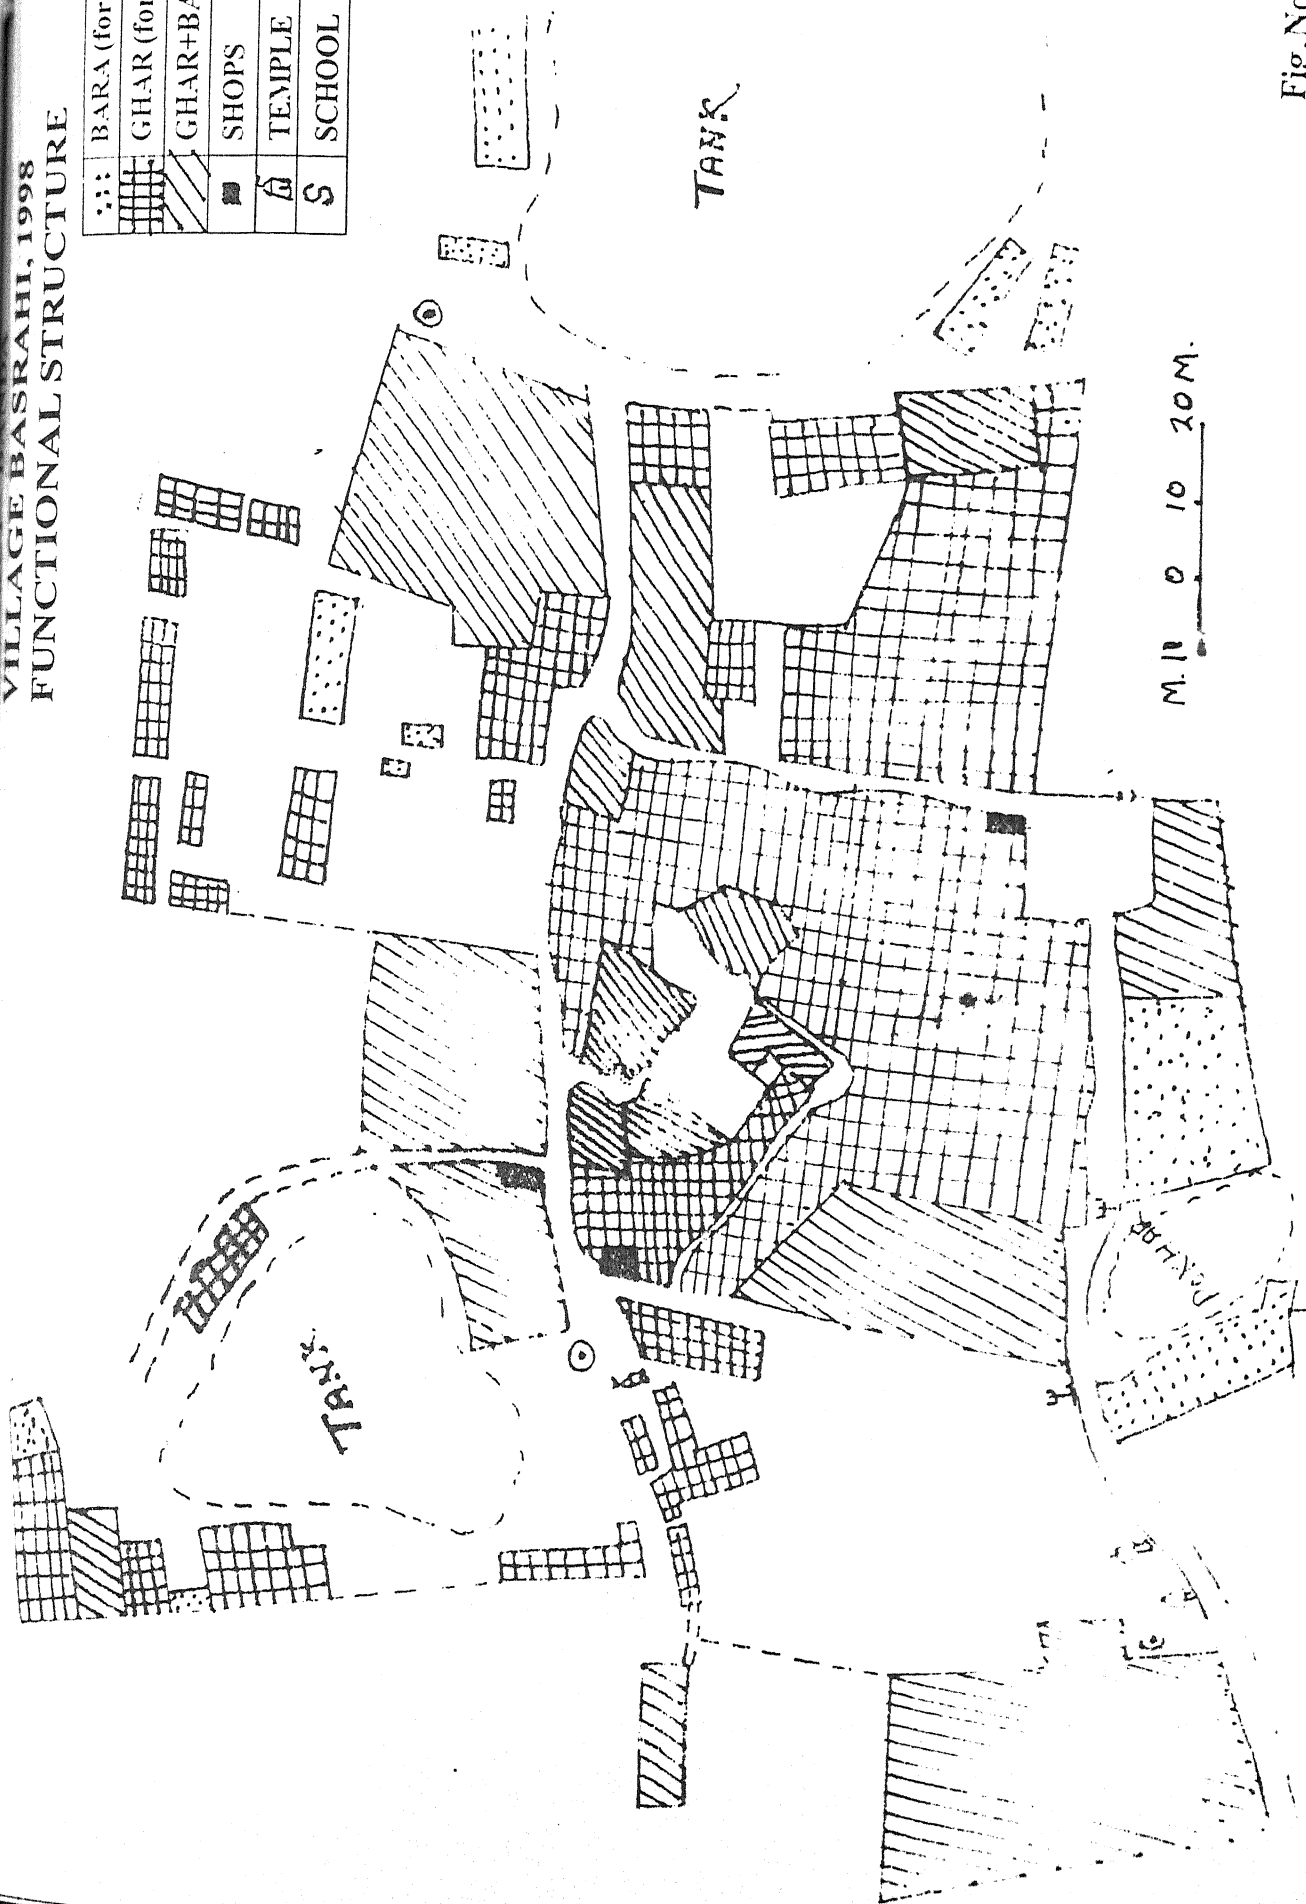 VILLAGE BASRAHI, 1998
FUNCTIONAL STRUCTURE
BARA (for
GHAR (for
GHAR+BA
SHOPS
TEMPLE
S SCHOOL
TANK
TANK
POKHAR
M. 0 10 20 M.
Fig. No